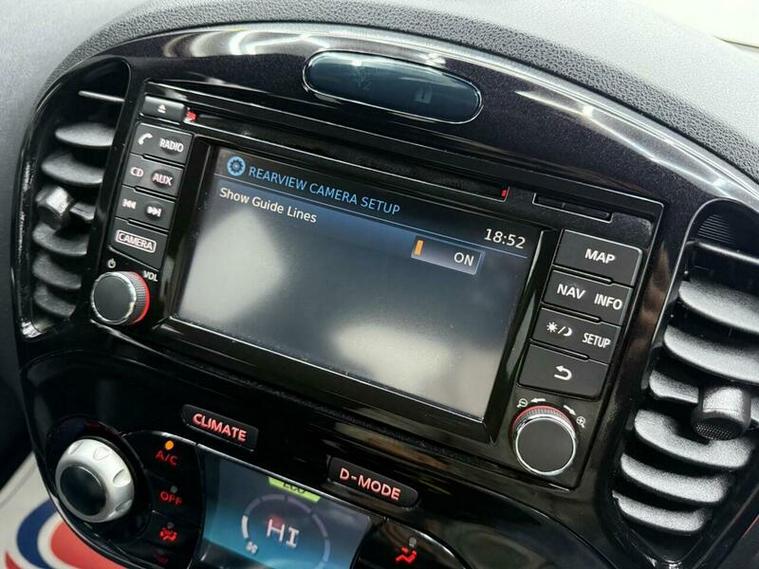 RADIO
CD AUX
CAMERA
VOL
REARVIEW CAMERA SETUP
Show Guide Lines
18:52
ON
MAP
NAV INFO
SETUP
CLIMATE
D-MODE
A/C
OFF
HI